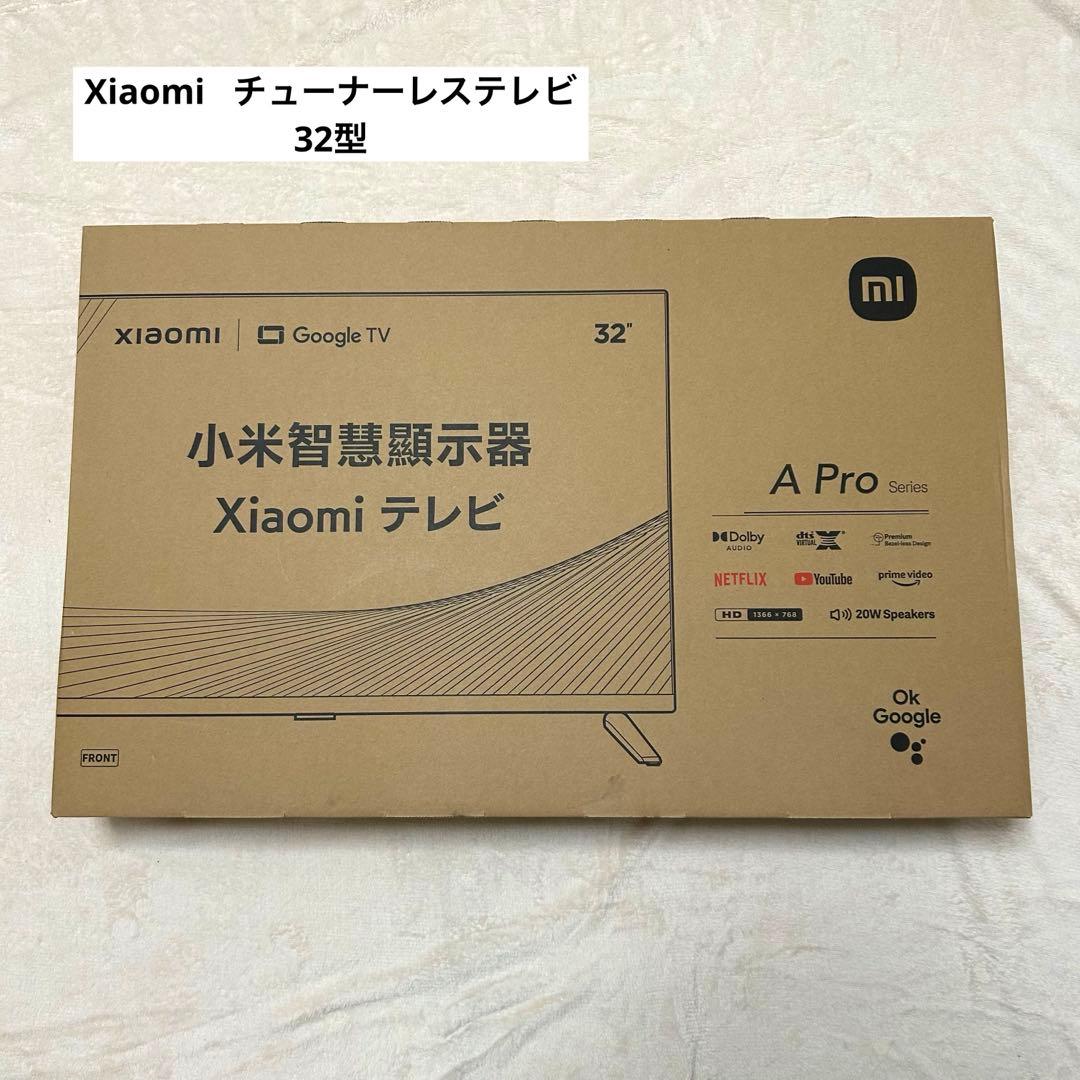 Xiaomi チューナーレステレビ
32型
mi
xiaomi | Google TV 32"
小米智慧顯示器
Xiaomi テレビ
A Pro Series
Dolby AUDIO
dts VIRTUAL X
Premium Bezel-less Design
NETFLIX YouTube prime video
HD 1366 × 768 20W Speakers
Ok
Google
FRONT